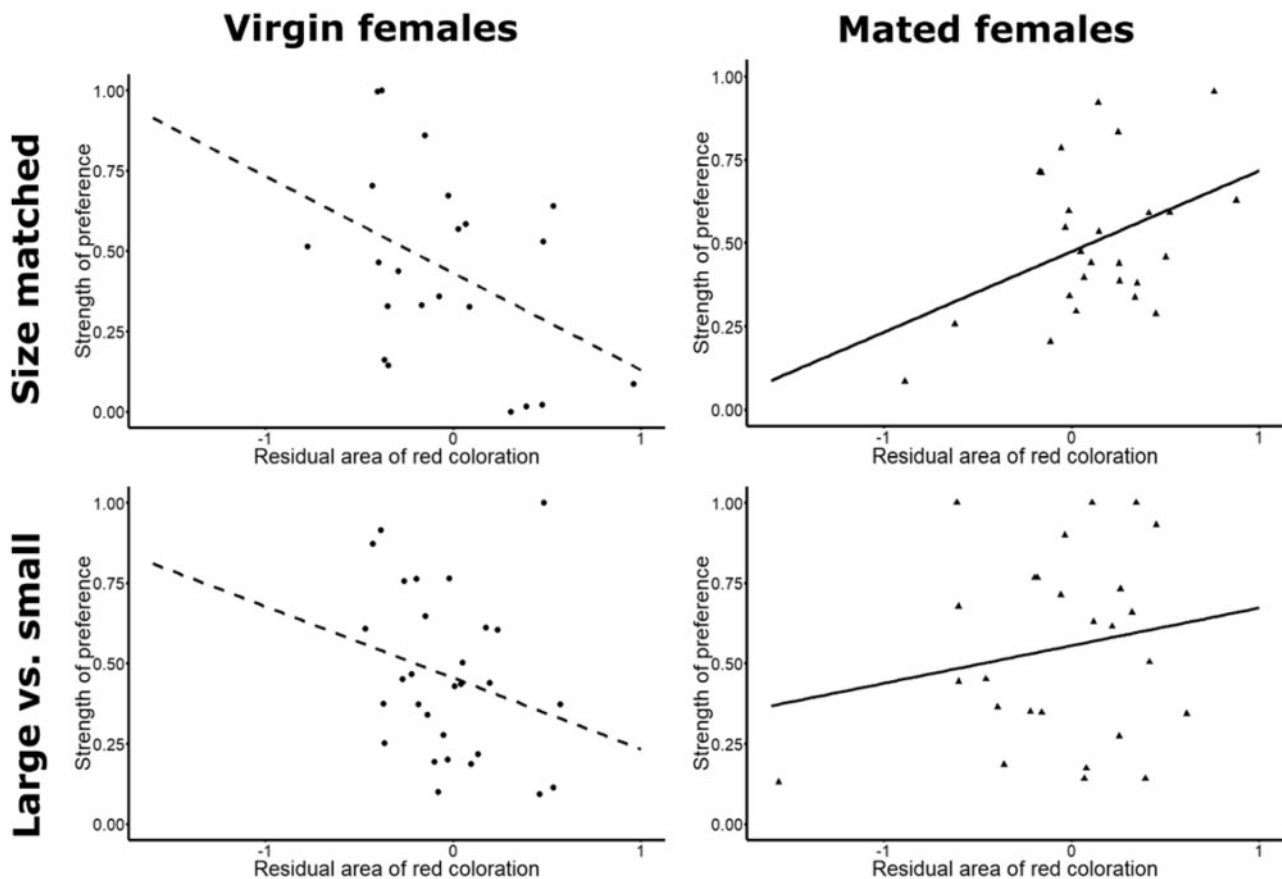 Virgin females
Mated females
Size matched
Strength of preference
1.00
0.75
0.50
0.25
0.00
-1
0
1
Residual area of red coloration
Strength of preference
1.00
0.75
0.50
0.25
0.00
-1
0
1
Residual area of red coloration
Large vs. small
Strength of preference
1.00
0.75
0.50
0.25
0.00
-1
0
1
Residual area of red coloration
Strength of preference
1.00
0.75
0.50
0.25
0.00
-1
0
1
Residual area of red coloration